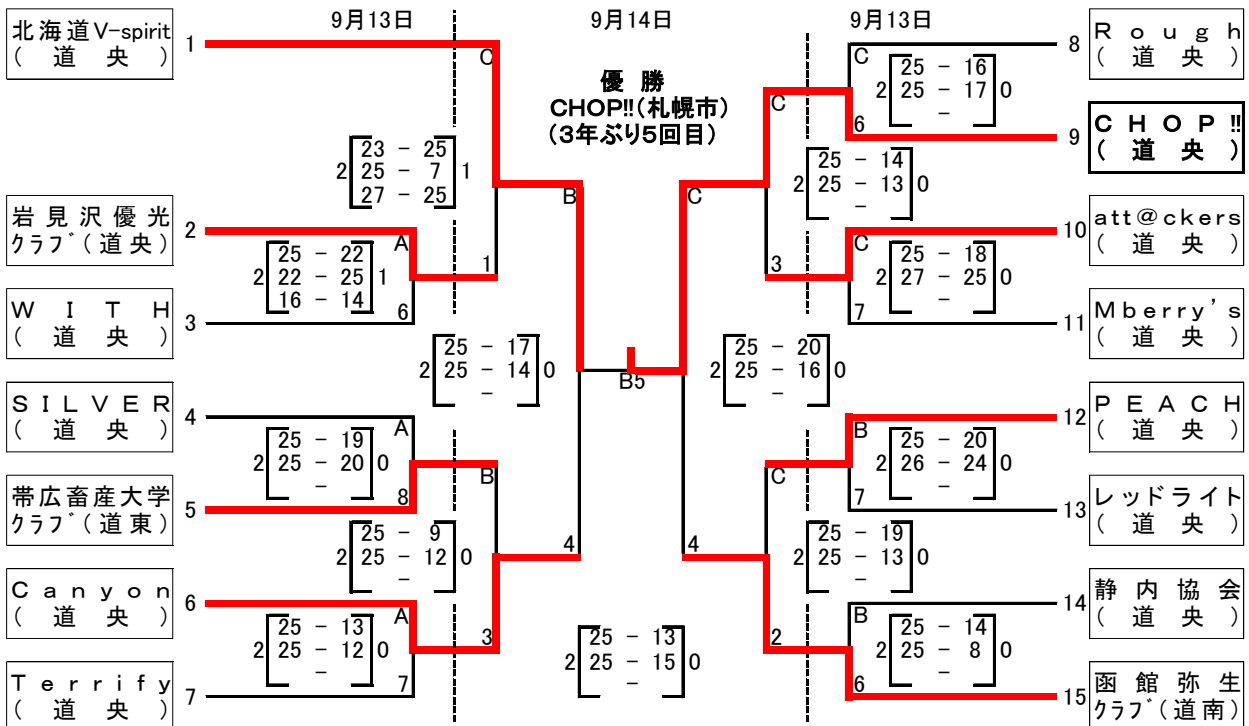 9月13日
9月14日
9月13日
優 勝
CHOP!!(札幌市)
(3年ぶり5回目)
北海道V-spirit
( 道 央 )
1
岩見沢優光
クラブ(道央)
2
W I T H
( 道 央 )
3
S I L V E R
( 道 央 )
4
帯広畜産大学
クラブ(道東)
5
C a n y o n
( 道 央 )
6
T e r r i f y
( 道 央 )
7
C
2 23 - 25 1
25 - 7
27 - 25
1
A
2 25 - 22 1
22 - 25
16 - 14
6
B
2 25 - 17 0
25 - 14
-
4
A
2 25 - 19 0
25 - 20
-
8
B
2 25 - 9 0
25 - 12
-
3
A
2 25 - 13 0
25 - 12
-
7
B5
2 25 - 13 0
25 - 15
-
C
2 25 - 20 0
25 - 16
-
4
C
2 25 - 14 0
25 - 13
-
3
C
2 25 - 16 0
25 - 17
-
6
C
2 25 - 18 0
27 - 25
-
7
C
2 25 - 19 0
25 - 13
-
2
B
2 25 - 20 0
26 - 24
-
7
B
2 25 - 14 0
25 - 8
-
6
8
R o u g h
( 道 央 )
9
C H O P !!
( 道 央 )
10
att@ckers
( 道 央 )
11
Mberry's
( 道 央 )
12
P E A C H
( 道 央 )
13
レッドライト
( 道 央 )
14
静 内 協 会
( 道 央 )
15
函 館 弥 生
クラブ(道南)